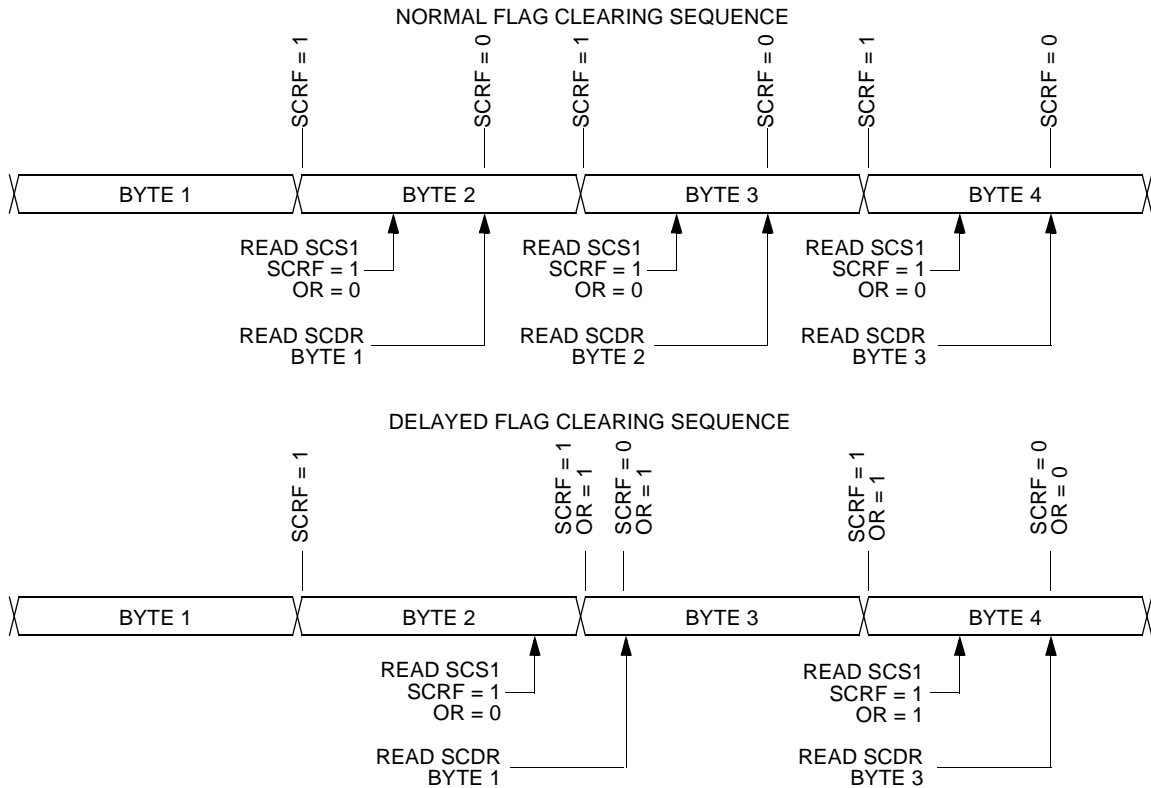 NORMAL FLAG CLEARING SEQUENCE
SCRF = 1
SCRF = 0
SCRF = 1
SCRF = 0
SCRF = 1
SCRF = 0
BYTE 1
BYTE 2
BYTE 3
BYTE 4
READ SCS1
SCRF = 1
OR = 0
READ SCS1
SCRF = 1
OR = 0
READ SCS1
SCRF = 1
OR = 0
READ SCDR
BYTE 1
READ SCDR
BYTE 2
READ SCDR
BYTE 3
DELAYED FLAG CLEARING SEQUENCE
SCRF = 1
SCRF = 1
OR = 1
SCRF = 0
OR = 1
SCRF = 1
OR = 1
SCRF = 0
OR = 0
BYTE 1
BYTE 2
BYTE 3
BYTE 4
READ SCS1
SCRF = 1
OR = 0
READ SCS1
SCRF = 1
OR = 1
READ SCDR
BYTE 1
READ SCDR
BYTE 3